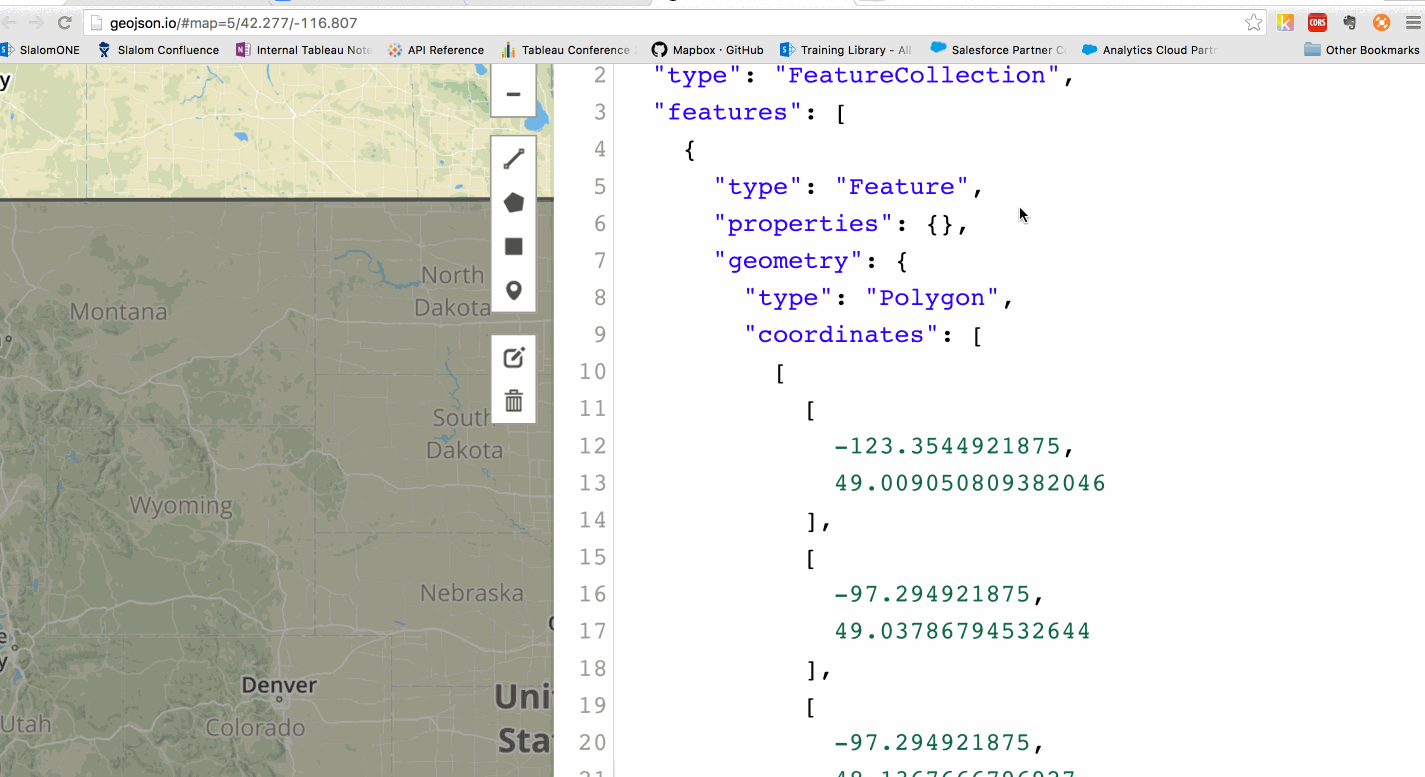 geojson.io/#map=5/42.277/-116.807
CORS
SlalomONE Slalom Confluence Internal Tableau Note API Reference Tableau Conference Mapbox · GitHub Training Library - All Salesforce Partner Co Analytics Cloud Partn Other Bookmarks
y
Montana
North
Dakota
South
Dakota
Wyoming
Nebraska
e
y
Denver
Utah
Colorado
Uni
Sta
2 "type": "FeatureCollection",
3 "features": [
4 {
5 "type": "Feature",
6 "properties": {},
7 "geometry": {
8 "type": "Polygon",
9 "coordinates": [
10 [
11 [
12 -123.3544921875,
13 49.009050809382046
14 ],
15 [
16 -97.294921875,
17 49.03786794532644
18 ],
19 [
20 -97.294921875,
21